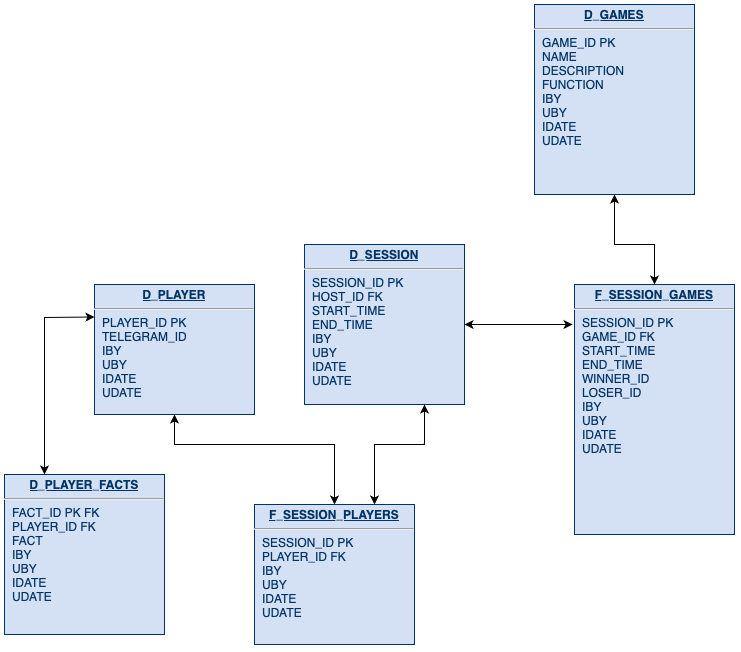 D_GAMES
GAME_ID PK
NAME
DESCRIPTION
FUNCTION
IBY
UBY
IDATE
UDATE
D_SESSION
SESSION_ID PK
HOST_ID FK
START_TIME
END_TIME
IBY
UBY
IDATE
UDATE
D_PLAYER
PLAYER_ID PK
TELEGRAM_ID
IBY
UBY
IDATE
UDATE
F_SESSION_GAMES
SESSION_ID PK
GAME_ID FK
START_TIME
END_TIME
WINNER_ID
LOSER_ID
IBY
UBY
IDATE
UDATE
D_PLAYER_FACTS
FACT_ID PK FK
PLAYER_ID FK
FACT
IBY
UBY
IDATE
UDATE
F_SESSION_PLAYERS
SESSION_ID PK
PLAYER_ID FK
IBY
UBY
IDATE
UDATE